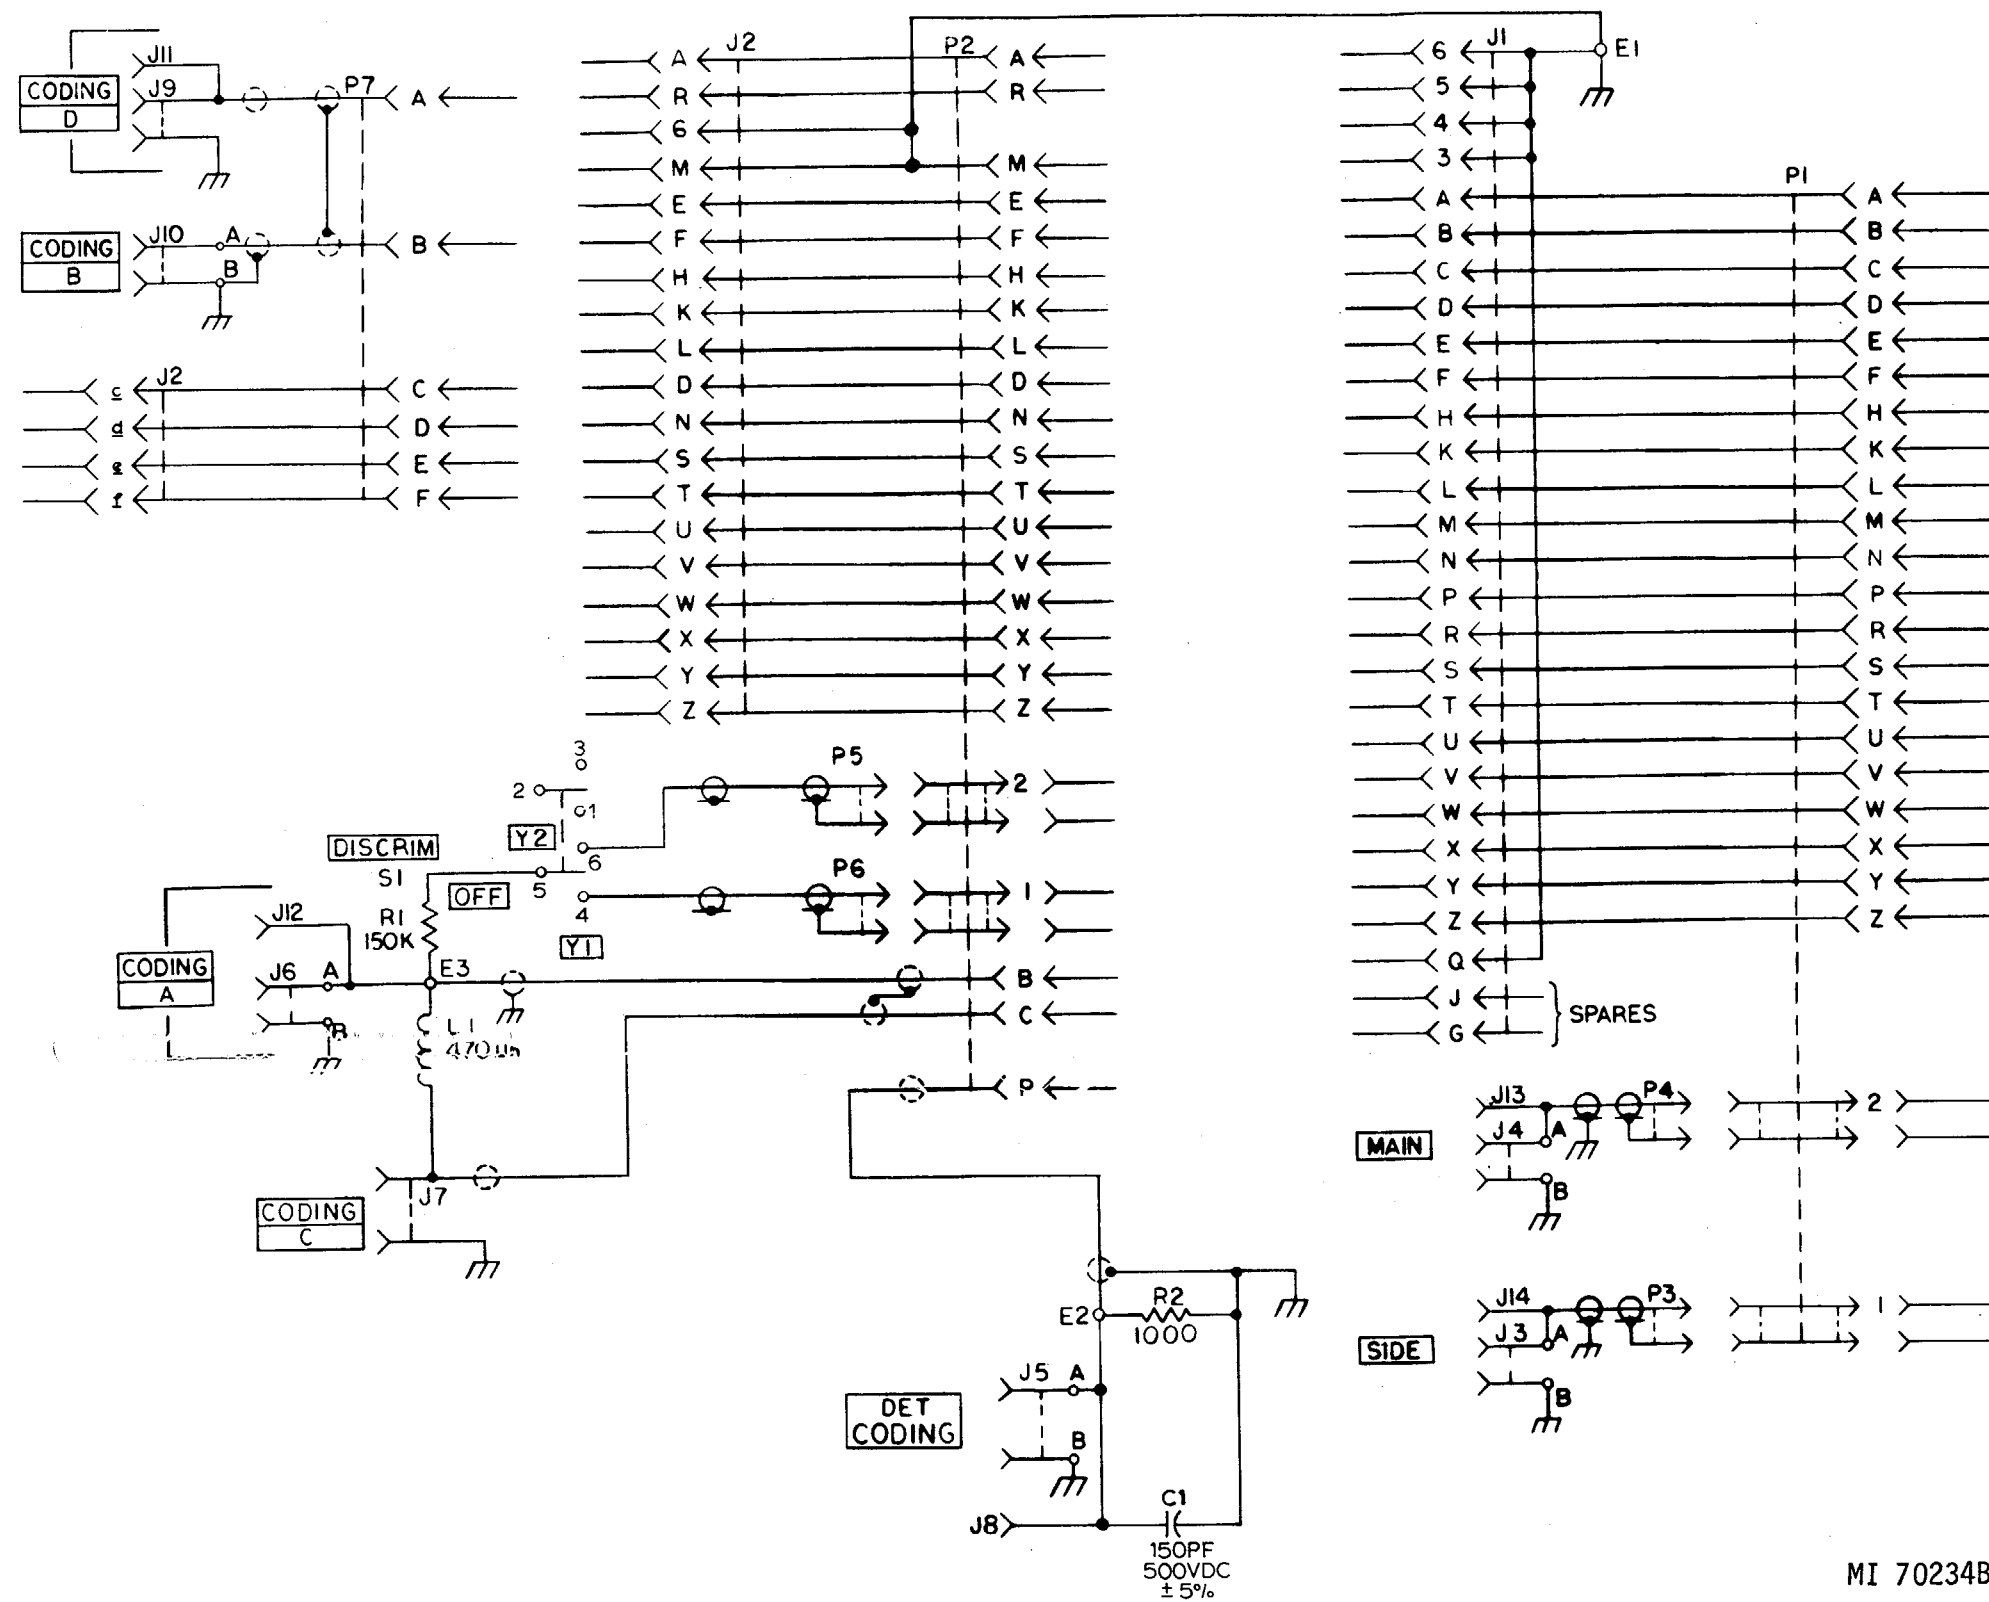 J11
CODING
D
J9
P7
A
CODING
B
J10
A
B
B
J2
c
C
d
D
e
E
f
F
J2
P2
A
A
R
R
6
M
M
E
E
F
F
H
H
K
K
L
L
D
D
N
N
S
S
T
T
U
U
V
V
W
W
X
X
Y
Y
Z
Z
J1
6
E1
5
4
3
P1
A
A
B
B
C
C
D
D
E
E
F
F
H
H
K
K
L
L
M
M
N
N
P
P
R
R
S
S
T
T
U
U
V
V
W
W
X
X
Y
Y
Z
Z
Q
J
G
SPARES
3
2
1
Y2
6
P5
2
DISCRIM
S1
OFF
5
4
Y1
P6
1
R1
150K
J12
CODING
A
J6
A
B
E3
B
C
L1
470 uh
P
J7
CODING
C
E2
R2
1000
J5
A
DET
CODING
B
J8
C1
150PF
500VDC
± 5%
J13
P4
2
MAIN
J4
A
B
J14
P3
1
SIDE
J3
A
B
MI 70234B